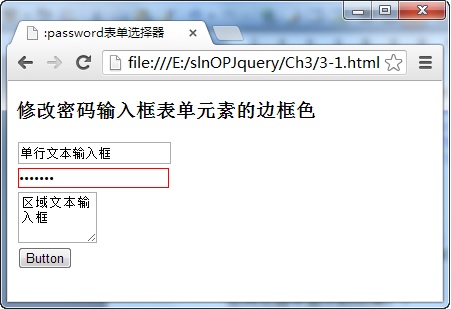 :password表单选择器
file:///E:/slnOPJquery/Ch3/3-1.html
修改密码输入框表单元素的边框色
单行文本输入框
•••••••
区域文本输
入框
Button